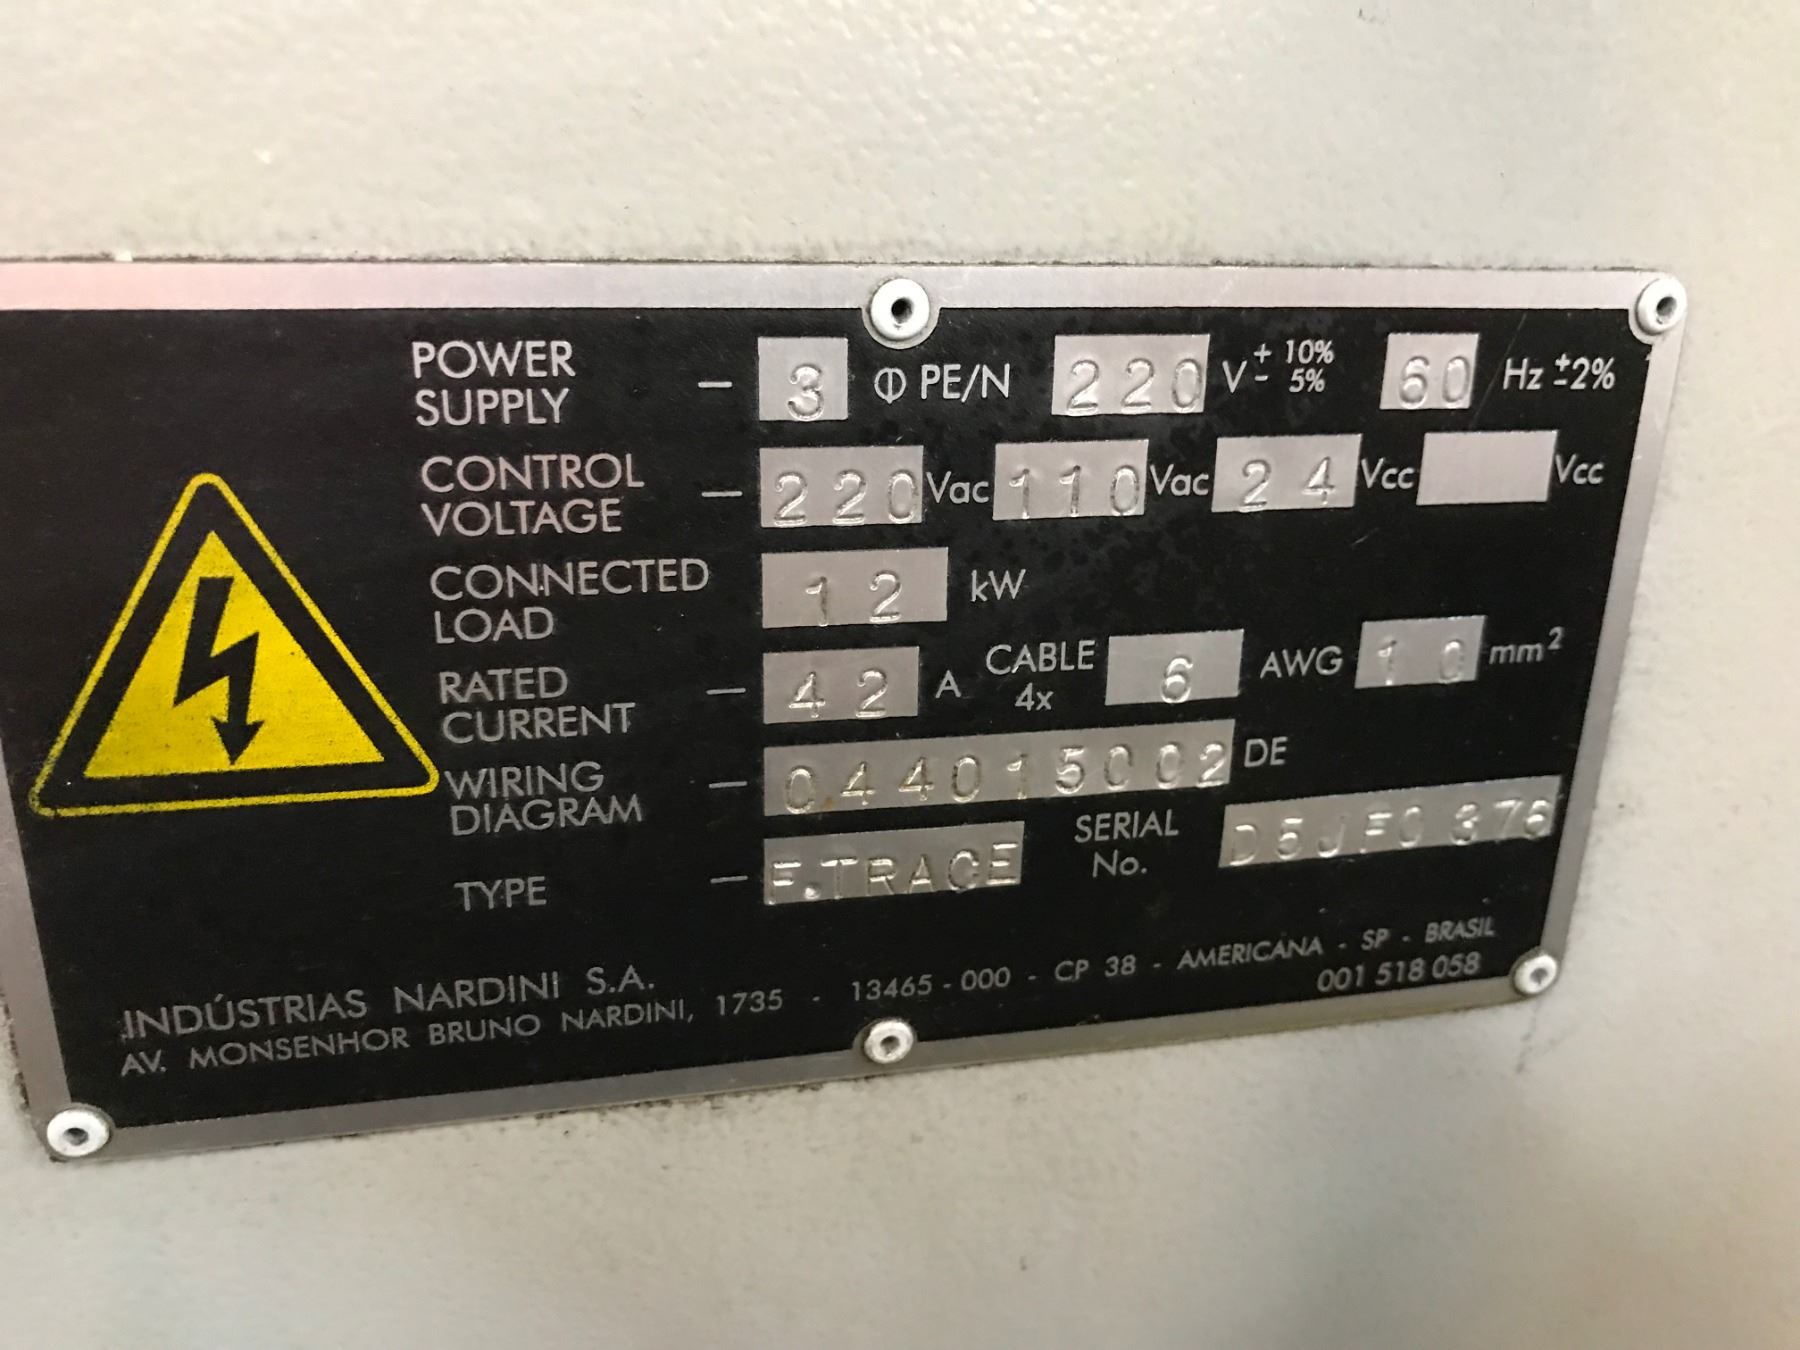 POWER SUPPLY - 3 Φ PE/N 220 V + 10% - 5% 60 Hz ±2%
CONTROL VOLTAGE - 220 Vac 110 Vac 24 Vcc Vcc
CONNECTED LOAD 12 kW
RATED CURRENT - 42 A CABLE 4x 6 AWG 10 mm²
WIRING DIAGRAM - 044015002 DE
TYPE - F.TRACE SERIAL No. D5JF0376
INDÚSTRIAS NARDINI S.A.
AV. MONSENHOR BRUNO NARDINI, 1735 - 13465-000 - CP 38 - AMERICANA - SP - BRASIL
001 518 058